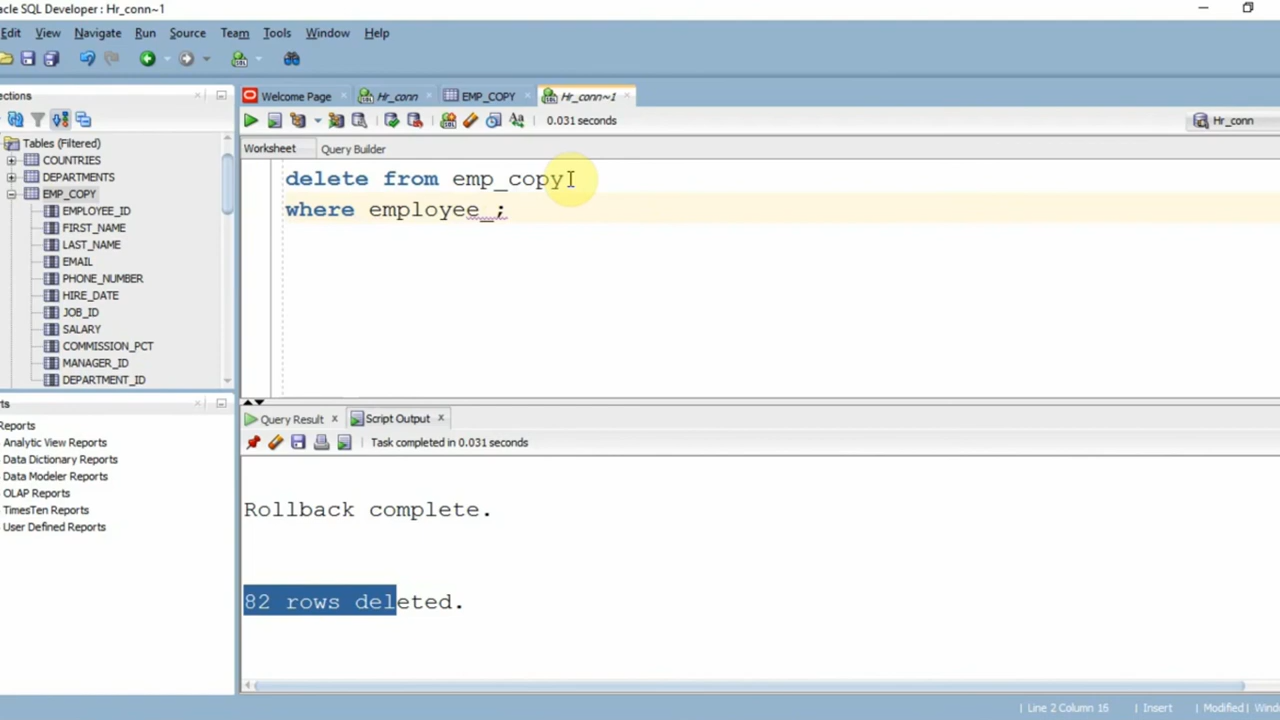 acle SQL Developer: Hr_conn~1
Edit View Navigate Run Source Team Tools Window Help
ections
Welcome Page Hr_conn EMP_COPY Hr_conn~1
0.031 seconds
Hr_conn
Worksheet Query Builder
Tables (Filtered)
COUNTRIES
DEPARTMENTS
EMP_COPY
EMPLOYEE_ID
FIRST_NAME
LAST_NAME
EMAIL
PHONE_NUMBER
HIRE_DATE
JOB_ID
SALARY
COMMISSION_PCT
MANAGER_ID
DEPARTMENT_ID
delete from emp_copy
where employee_;
rts
Reports
Analytic View Reports
Data Dictionary Reports
Data Modeler Reports
OLAP Reports
TimesTen Reports
User Defined Reports
Query Result Script Output
Task completed in 0.031 seconds
Rollback complete.
82 rows deleted.
Line 2 Column 16 Insert Modified Windo